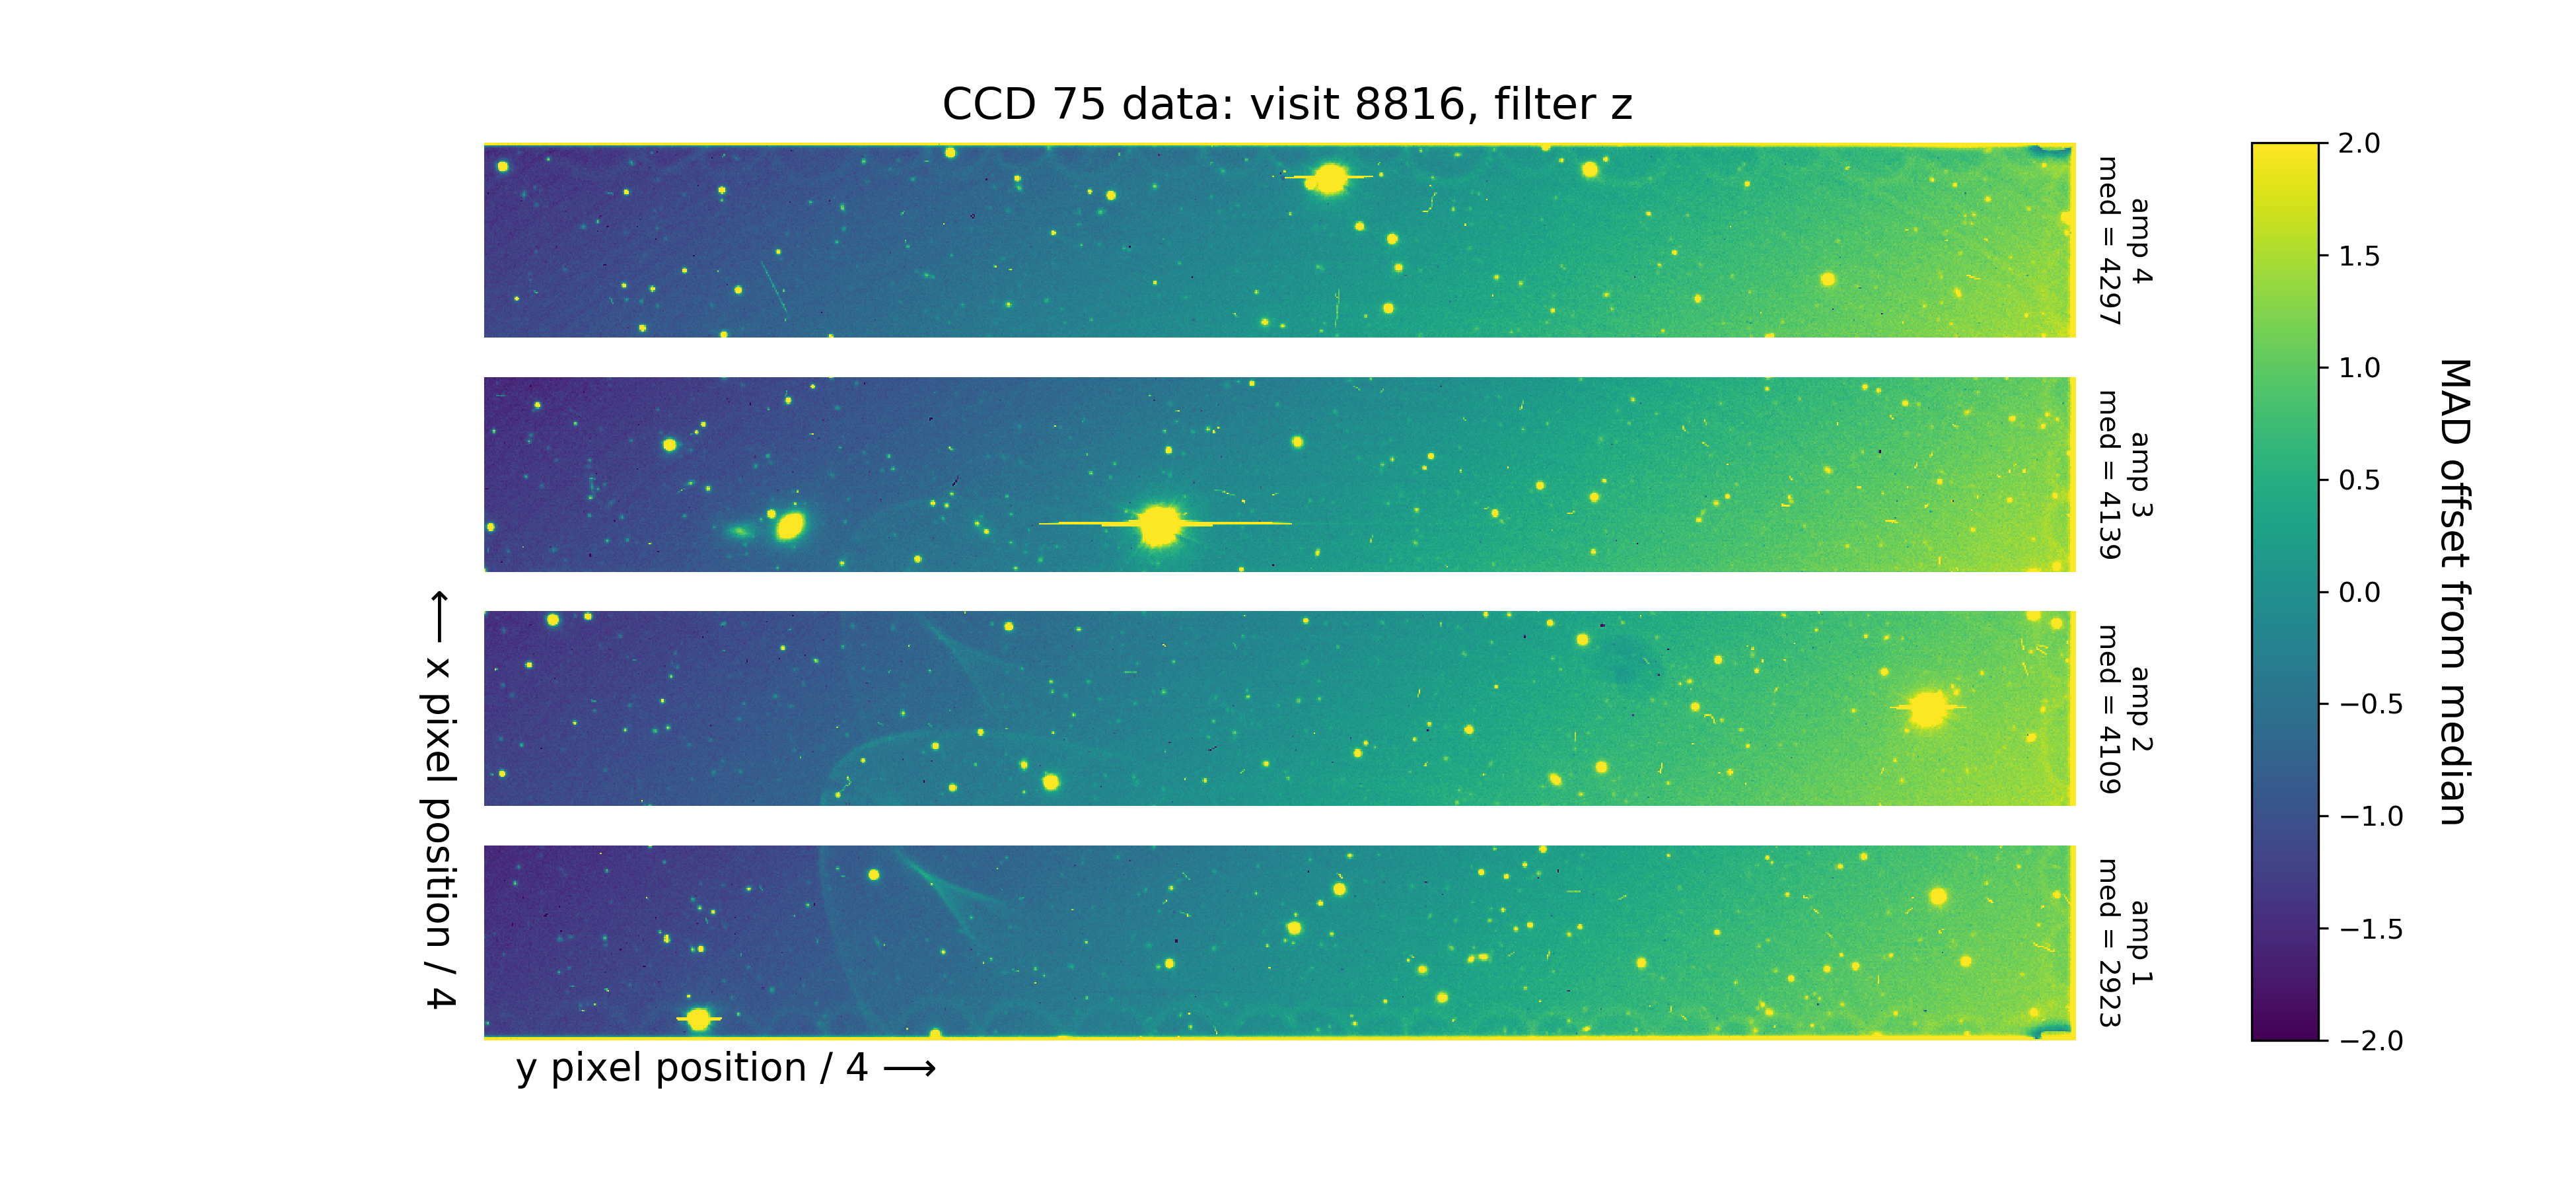 CCD 75 data: visit 8816, filter z
amp 4
med = 4297
amp 3
med = 4139
amp 2
med = 4109
amp 1
med = 2923
x pixel position / 4 ⟶
y pixel position / 4 ⟶
2.0
1.5
1.0
0.5
0.0
−0.5
−1.0
−1.5
−2.0
MAD offset from median